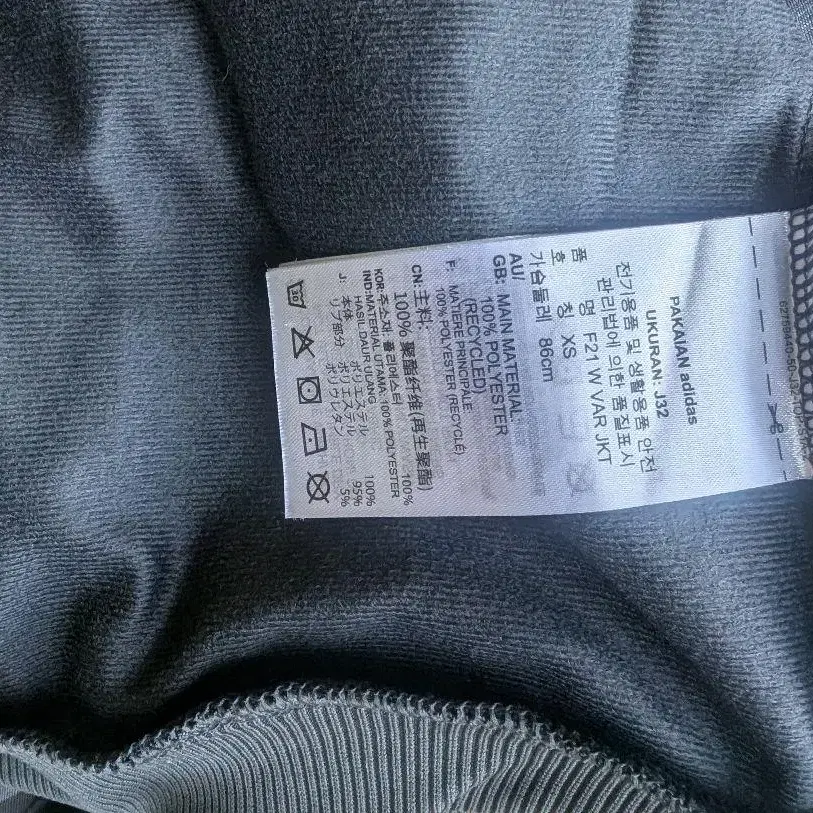 PAKAIAN adidas
UKURAN: J32
전기용품 및 생활용품 안전
관리법에 의한 품질표시
품 명 F21 W VAR JKT
호 칭 XS
가슴둘레 86cm
AU/
GB: MAIN MATERIAL:
100% POLYESTER
(RECYCLED)
F: MATIERE PRINCIPALE
100% POLYESTER (RECYCLÉ)
CN:主料:
100% 聚酯纤维(再生聚酯)
KOR:주소재 폴리에스터 100%
IND:MATERIAL UTAMA:100% POLYESTER
HASIL DAUR ULANG
J: 本体 ポリエステル 100%
リブ部分 ポリエステル 95%
ポリウレタン 5%
30